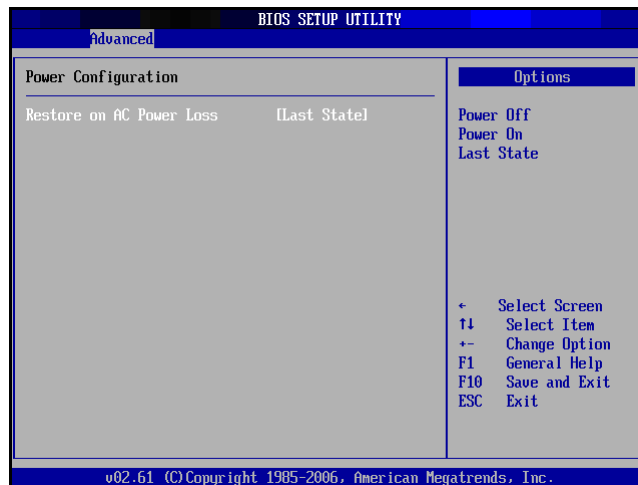 BIOS SETUP UTILITY
Advanced
Power Configuration
Restore on AC Power Loss [Last State]
Options
Power Off
Power On
Last State
← Select Screen
↑↓ Select Item
+- Change Option
F1 General Help
F10 Save and Exit
ESC Exit
v02.61 (C)Copyright 1985-2006, American Megatrends, Inc.